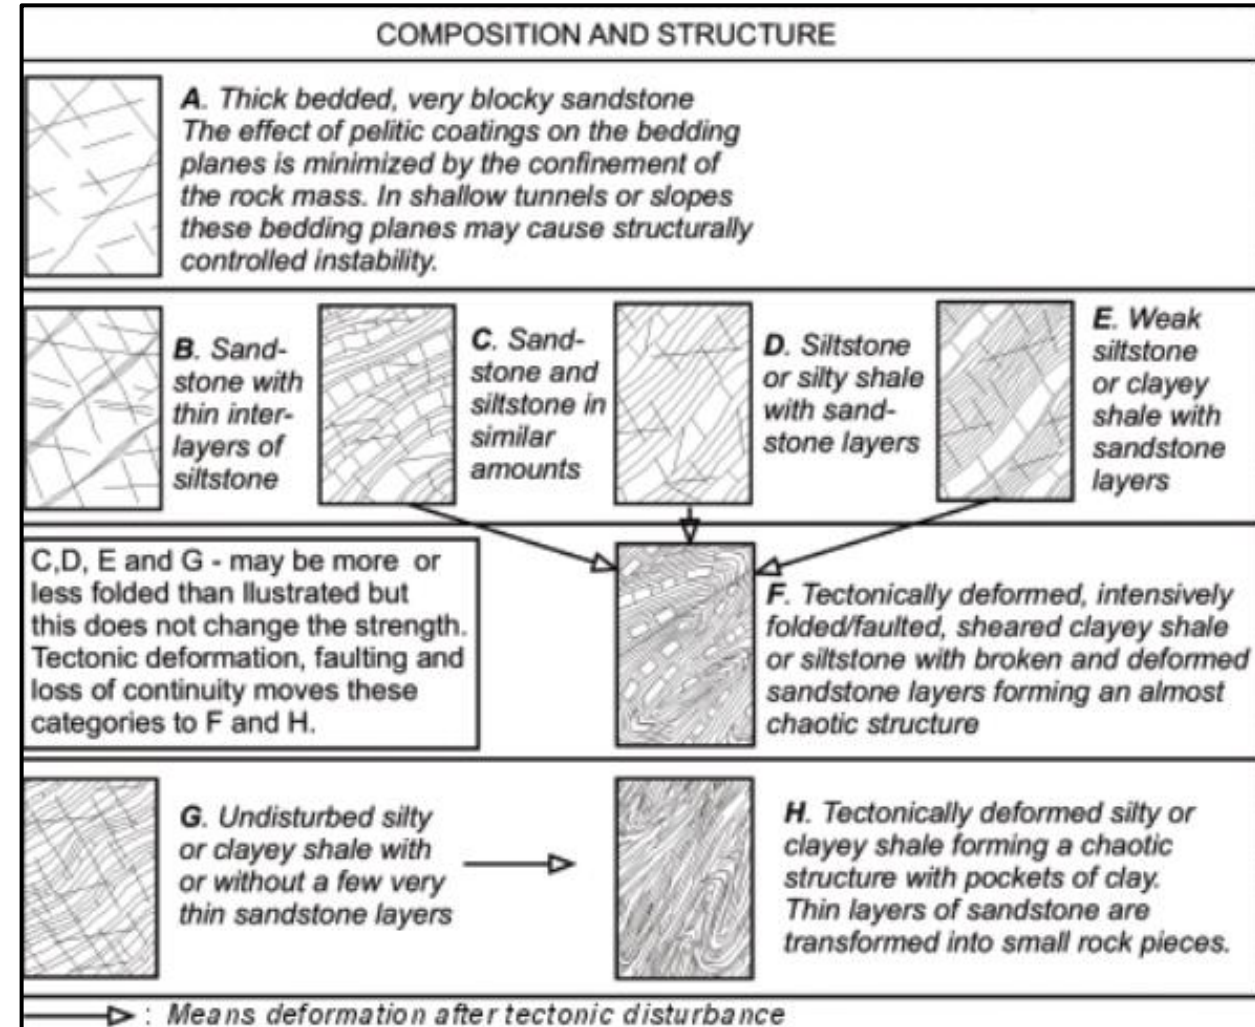 COMPOSITION AND STRUCTURE
A. Thick bedded, very blocky sandstone
The effect of pelitic coatings on the bedding
planes is minimized by the confinement of
the rock mass. In shallow tunnels or slopes
these bedding planes may cause structurally
controlled instability.
B. Sand-
stone with
thin inter-
layers of
siltstone
C. Sand-
stone and
siltstone in
similar
amounts
D. Siltstone
or silty shale
with sand-
stone layers
E. Weak
siltstone
or clayey
shale with
sandstone
layers
C,D, E and G - may be more or
less folded than llustrated but
this does not change the strength.
Tectonic deformation, faulting and
loss of continuity moves these
categories to F and H.
F. Tectonically deformed, intensively
folded/faulted, sheared clayey shale
or siltstone with broken and deformed
sandstone layers forming an almost
chaotic structure
G. Undisturbed silty
or clayey shale with
or without a few very
thin sandstone layers
H. Tectonically deformed silty or
clayey shale forming a chaotic
structure with pockets of clay.
Thin layers of sandstone are
transformed into small rock pieces.
: Means deformation after tectonic disturbance